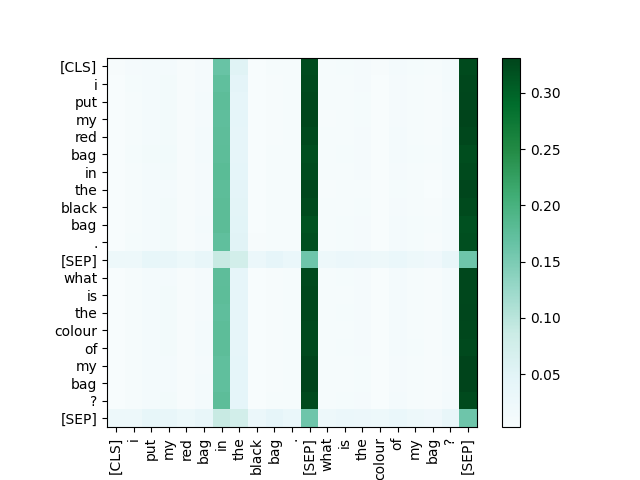 [CLS]
i
put
my
red
bag
in
the
black
bag
.
[SEP]
what
is
the
colour
of
my
bag
?
[SEP]
[CLS]
i
put
my
red
bag
in
the
black
bag
.
[SEP]
what
is
the
colour
of
my
bag
?
[SEP]
0.30
0.25
0.20
0.15
0.10
0.05